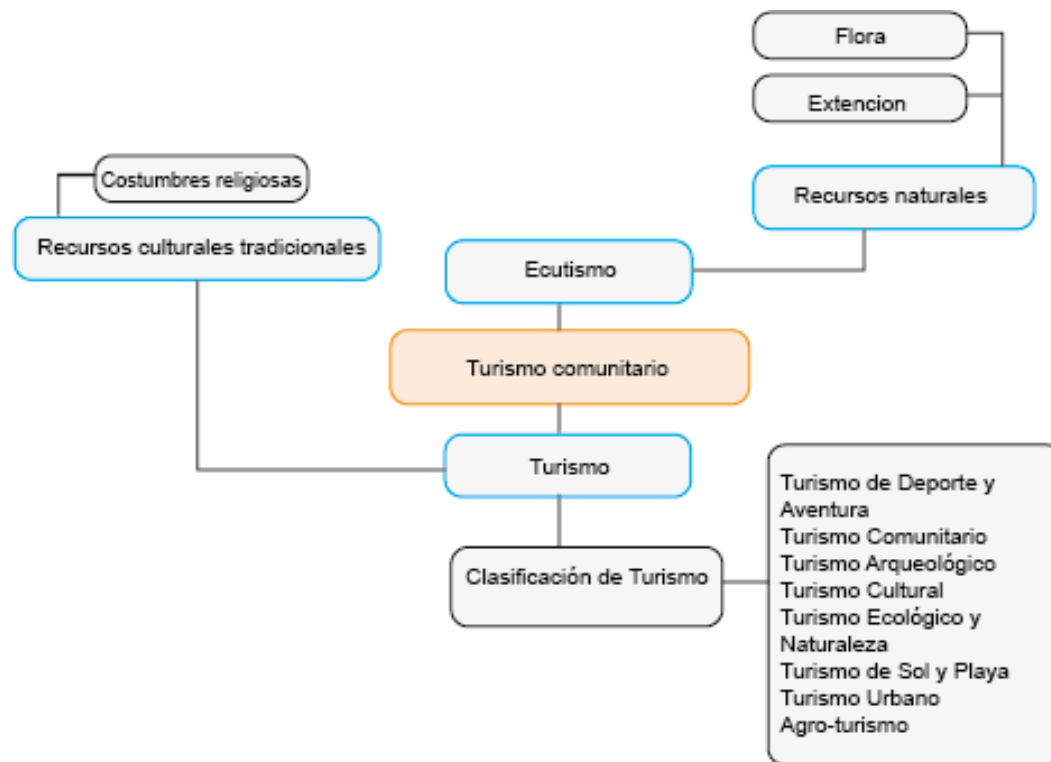 Flora
Extencion
Costumbres religiosas
Recursos naturales
Recursos culturales tradicionales
Ecutismo
Turismo comunitario
Turismo
Clasificación de Turismo
Turismo de Deporte y
Aventura
Turismo Comunitario
Turismo Arqueológico
Turismo Cultural
Turismo Ecológico y
Naturaleza
Turismo de Sol y Playa
Turismo Urbano
Agro-turismo